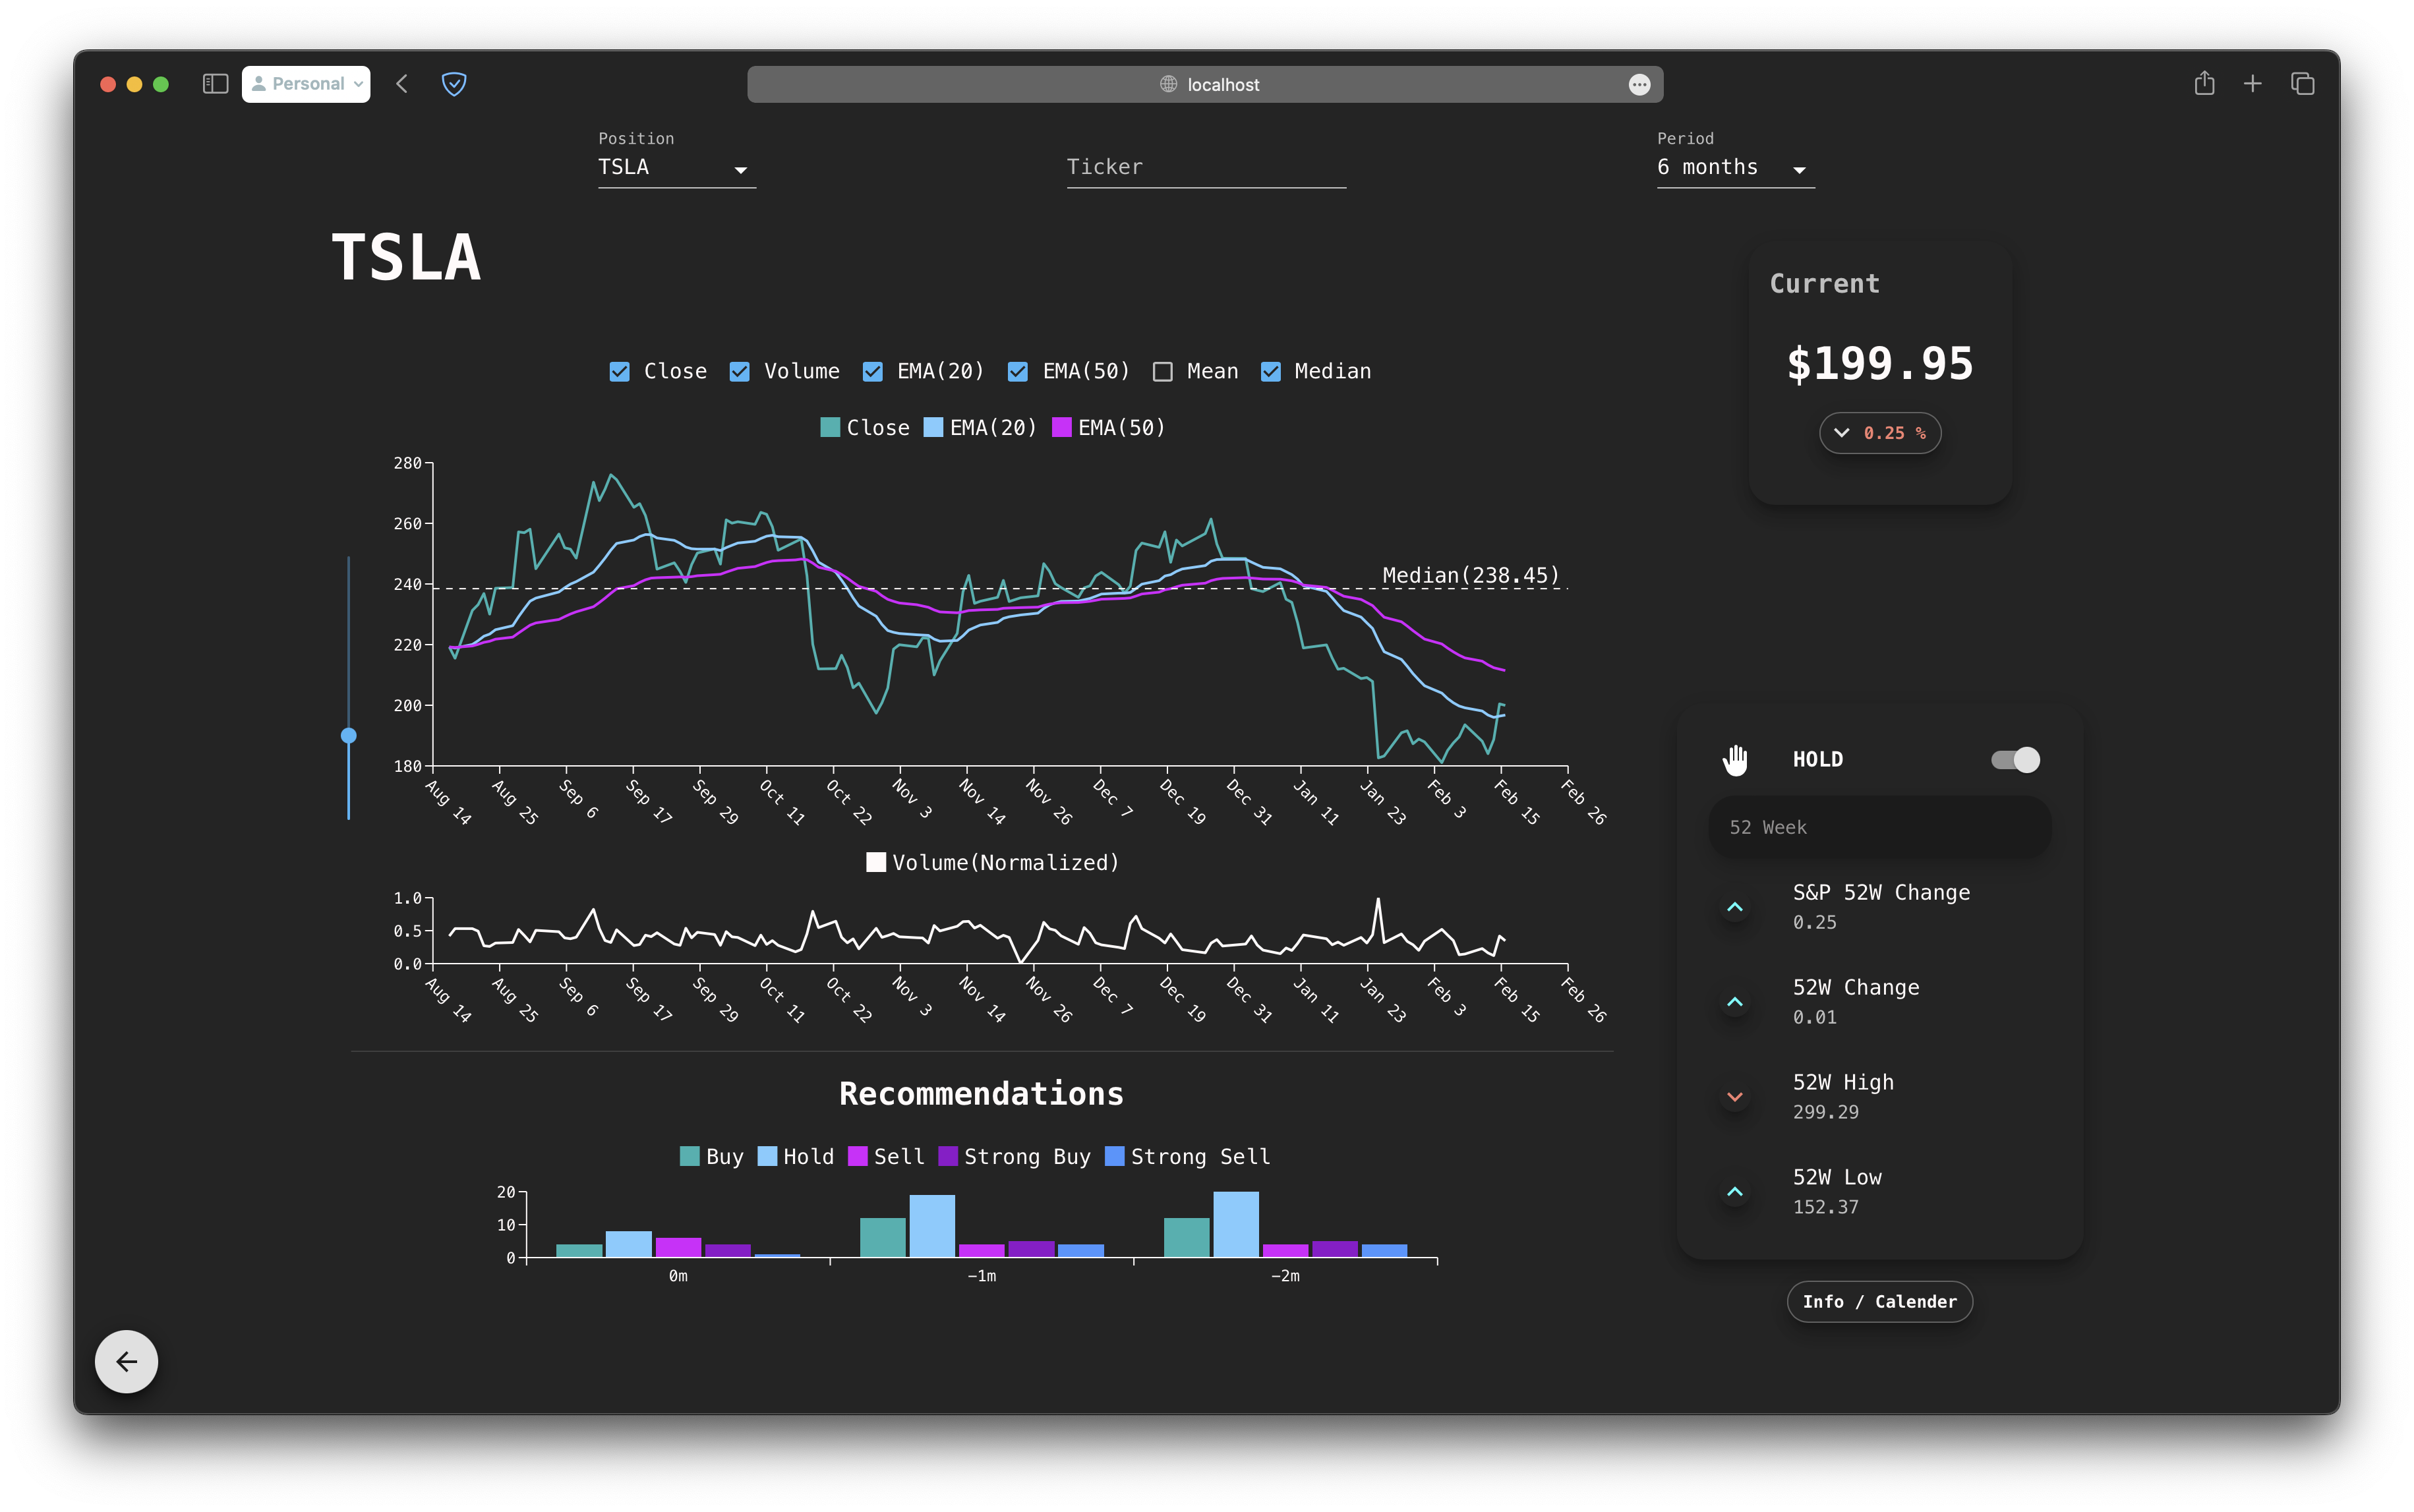 Personal
localhost
Position
TSLA
Ticker
Period
6 months
TSLA
Close Volume EMA(20) EMA(50) Mean Median
Close EMA(20) EMA(50)
280
260
240
220
200
180
Median(238.45)
Aug 14 Aug 25 Sep 6 Sep 17 Sep 29 Oct 11 Oct 22 Nov 3 Nov 14 Nov 26 Dec 7 Dec 19 Dec 31 Jan 11 Jan 23 Feb 3 Feb 15 Feb 26
Volume(Normalized)
1.0
0.5
0.0
Aug 14 Aug 25 Sep 6 Sep 17 Sep 29 Oct 11 Oct 22 Nov 3 Nov 14 Nov 26 Dec 7 Dec 19 Dec 31 Jan 11 Jan 23 Feb 3 Feb 15 Feb 26
Recommendations
Buy Hold Sell Strong Buy Strong Sell
20
10
0
0m -1m -2m
Current
$199.95
0.25 %
HOLD
52 Week
S&P 52W Change
0.25
52W Change
0.01
52W High
299.29
52W Low
152.37
Info / Calender